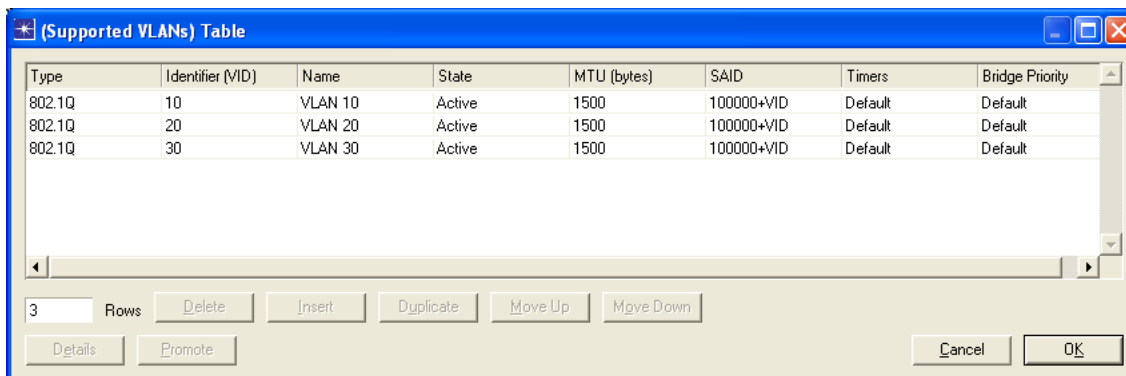 (Supported VLANs) Table
Type Identifier (VID) Name State MTU (bytes) SAID Timers Bridge Priority
802.1Q 10 VLAN 10 Active 1500 100000+VID Default Default
802.1Q 20 VLAN 20 Active 1500 100000+VID Default Default
802.1Q 30 VLAN 30 Active 1500 100000+VID Default Default
3 Rows Delete Insert Duplicate Move Up Move Down
Details Promote Cancel OK